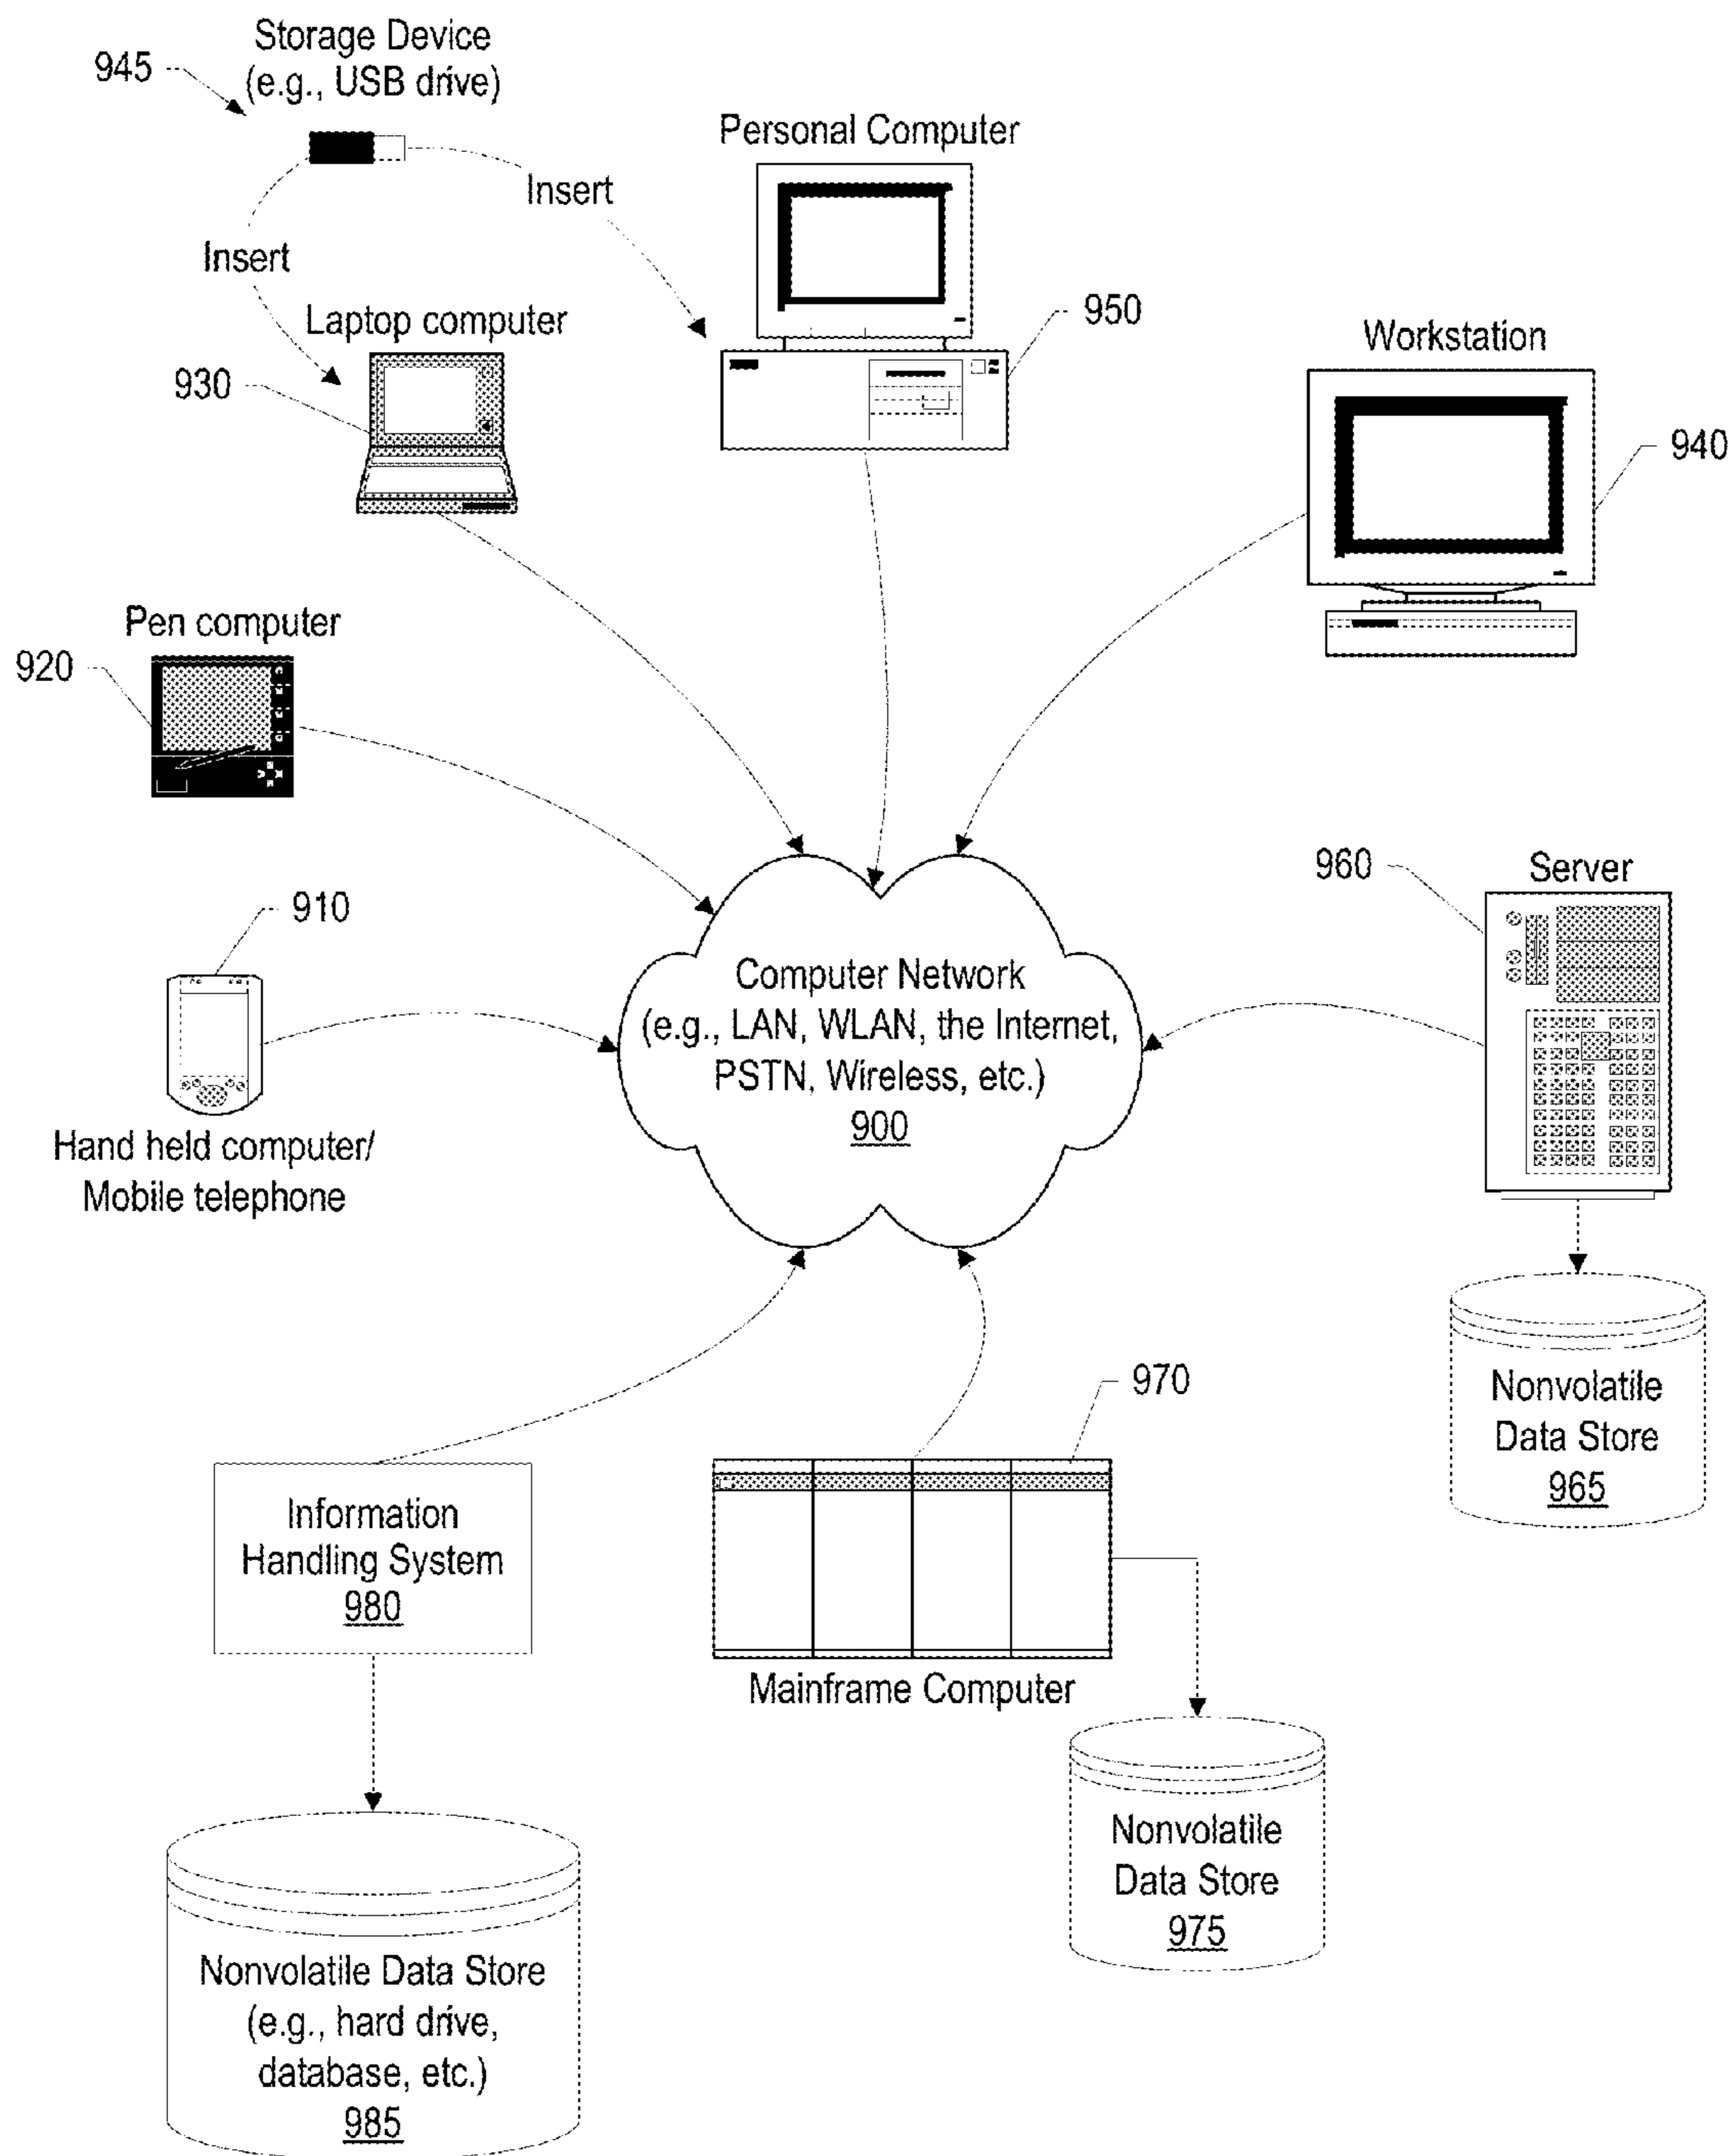 Storage Device
(e.g., USB drive)
945
Personal Computer
Insert
Insert
Laptop computer
950
Workstation
930
940
Pen computer
920
960
Server
910
Computer Network
(e.g., LAN, WLAN, the Internet,
PSTN, Wireless, etc.)
900
Hand held computer/
Mobile telephone
970
Nonvolatile
Data Store
965
Information
Handling System
980
Mainframe Computer
Nonvolatile
Data Store
975
Nonvolatile Data Store
(e.g., hard drive,
database, etc.)
985